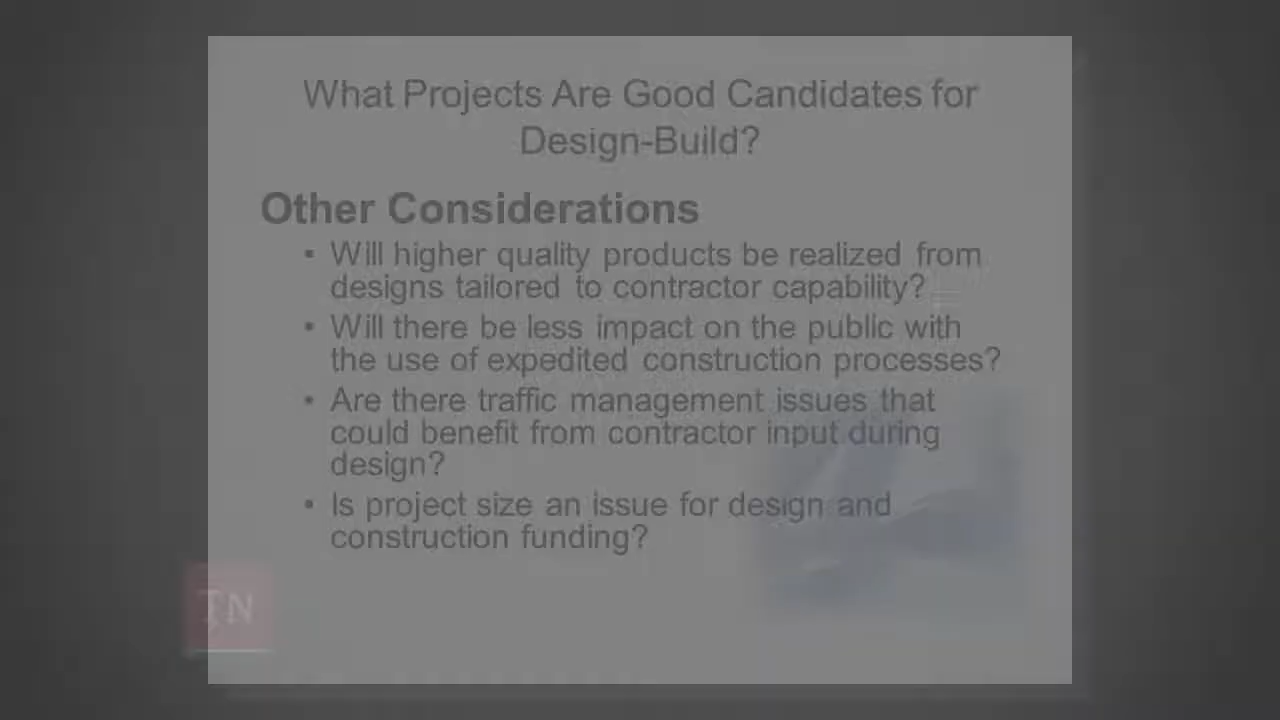 What Projects Are Good Candidates for
Design-Build?
Other Considerations
• Will higher quality products be realized from
designs tailored to contractor capability?
• Will there be less impact on the public with
the use of expedited construction processes?
• Are there traffic management issues that
could benefit from contractor input during
design?
• Is project size an issue for design and
construction funding?
TN